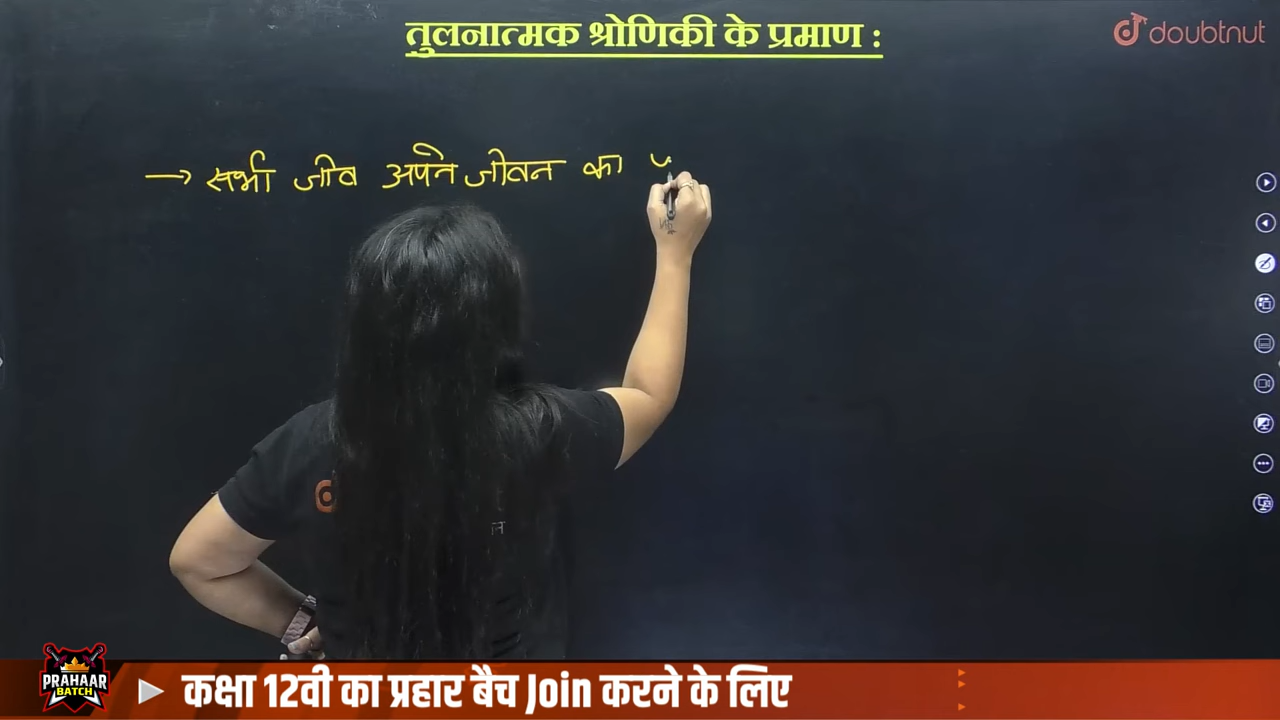 तुलनात्मक श्रोणिकी के प्रमाण :
doubtnut
→ सभी जीव अपने जीवन का
PRAHAAR
BATCH
कक्षा 12वी का प्रहार बैच Join करने के लिए